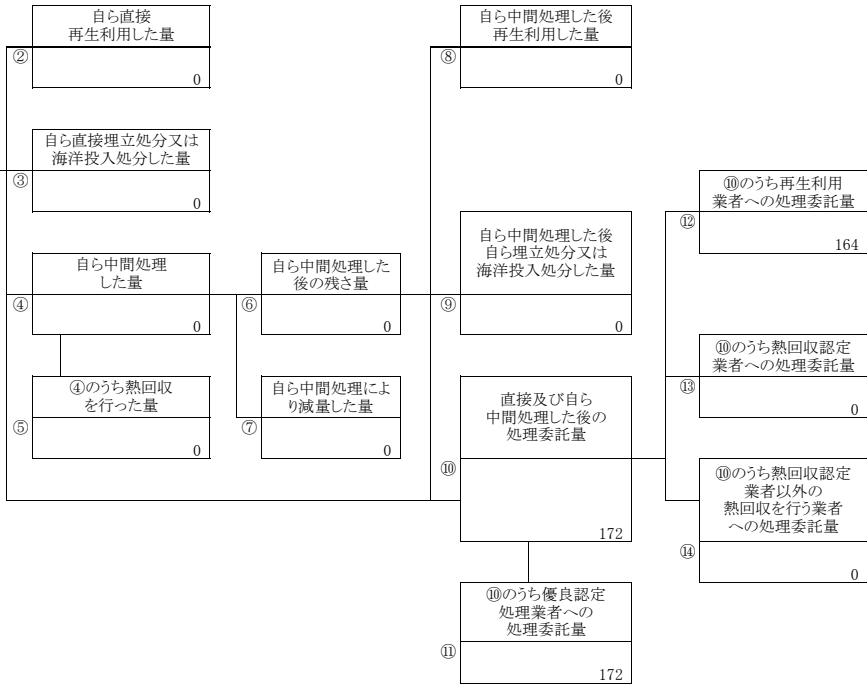 自ら直接
再生利用した量
②
0
自ら直接埋立処分又は
海洋投入処分した量
③
0
自ら中間処理
した量
④
0
④のうち熱回収
を行った量
⑤
0
自ら中間処理した
後の残さ量
⑥
0
自ら中間処理によ
り減量した量
⑦
0
自ら中間処理した後
再生利用した量
⑧
0
自ら中間処理した後
自ら埋立処分又は
海洋投入処分した量
⑨
0
直接及び自ら
中間処理した後の
処理委託量
⑩
172
⑩のうち優良認定
処理業者への
処理委託量
⑪
172
⑩のうち再生利用
業者への処理委託量
⑫
164
⑩のうち熱回収認定
業者への処理委託量
⑬
0
⑩のうち熱回収認定
業者以外の
熱回収を行う業者
への処理委託量
⑭
0